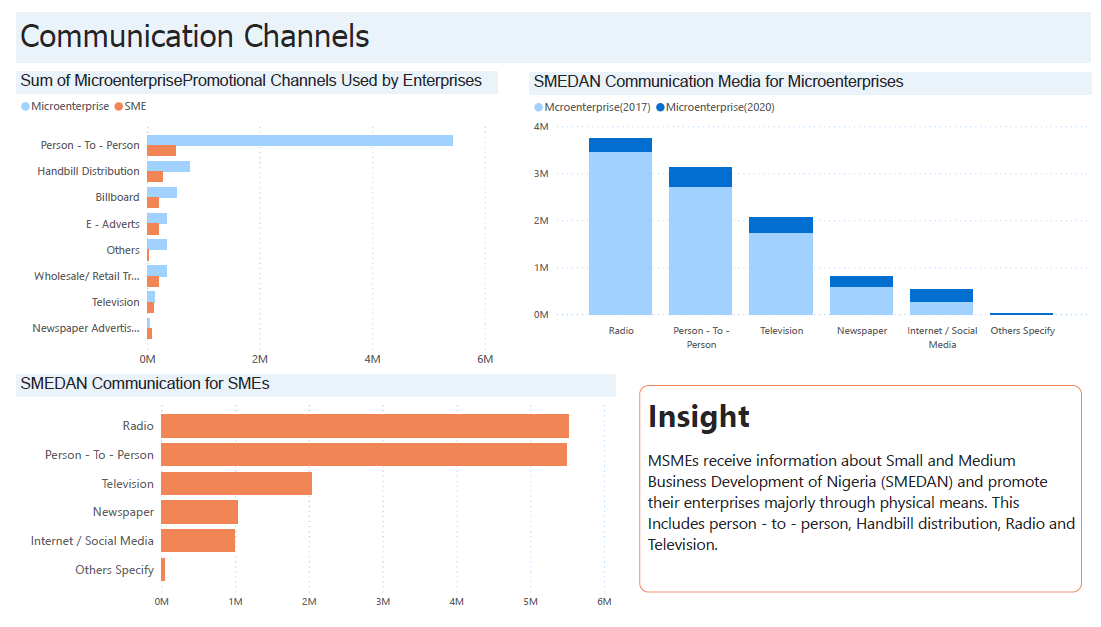 Communication Channels
Sum of MicroenterprisePromotional Channels Used by Enterprises
Microenterprise SME
Person - To - Person
Handbill Distribution
Billboard
E - Adverts
Others
Wholesale/ Retail Tr...
Television
Newspaper Advertis...
0M 2M 4M 6M
SMEDAN Communication Media for Microenterprises
Mcroenterprise(2017) Microenterprise(2020)
4M
3M
2M
1M
0M
Radio Person - To - Television Newspaper Internet / Social Others Specify
Person Media
SMEDAN Communication for SMEs
Radio
Person - To - Person
Television
Newspaper
Internet / Social Media
Others Specify
0M 1M 2M 3M 4M 5M 6M
Insight
MSMEs receive information about Small and Medium
Business Development of Nigeria (SMEDAN) and promote
their enterprises majorly through physical means. This
Includes person - to - person, Handbill distribution, Radio and
Television.